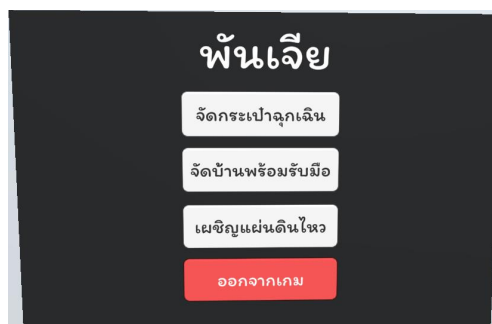 พันเจีย
จัดกระเป๋าฉุกเฉิน
จัดบ้านพร้อมรับมือ
เผชิญแผ่นดินไหว
ออกจากเกม